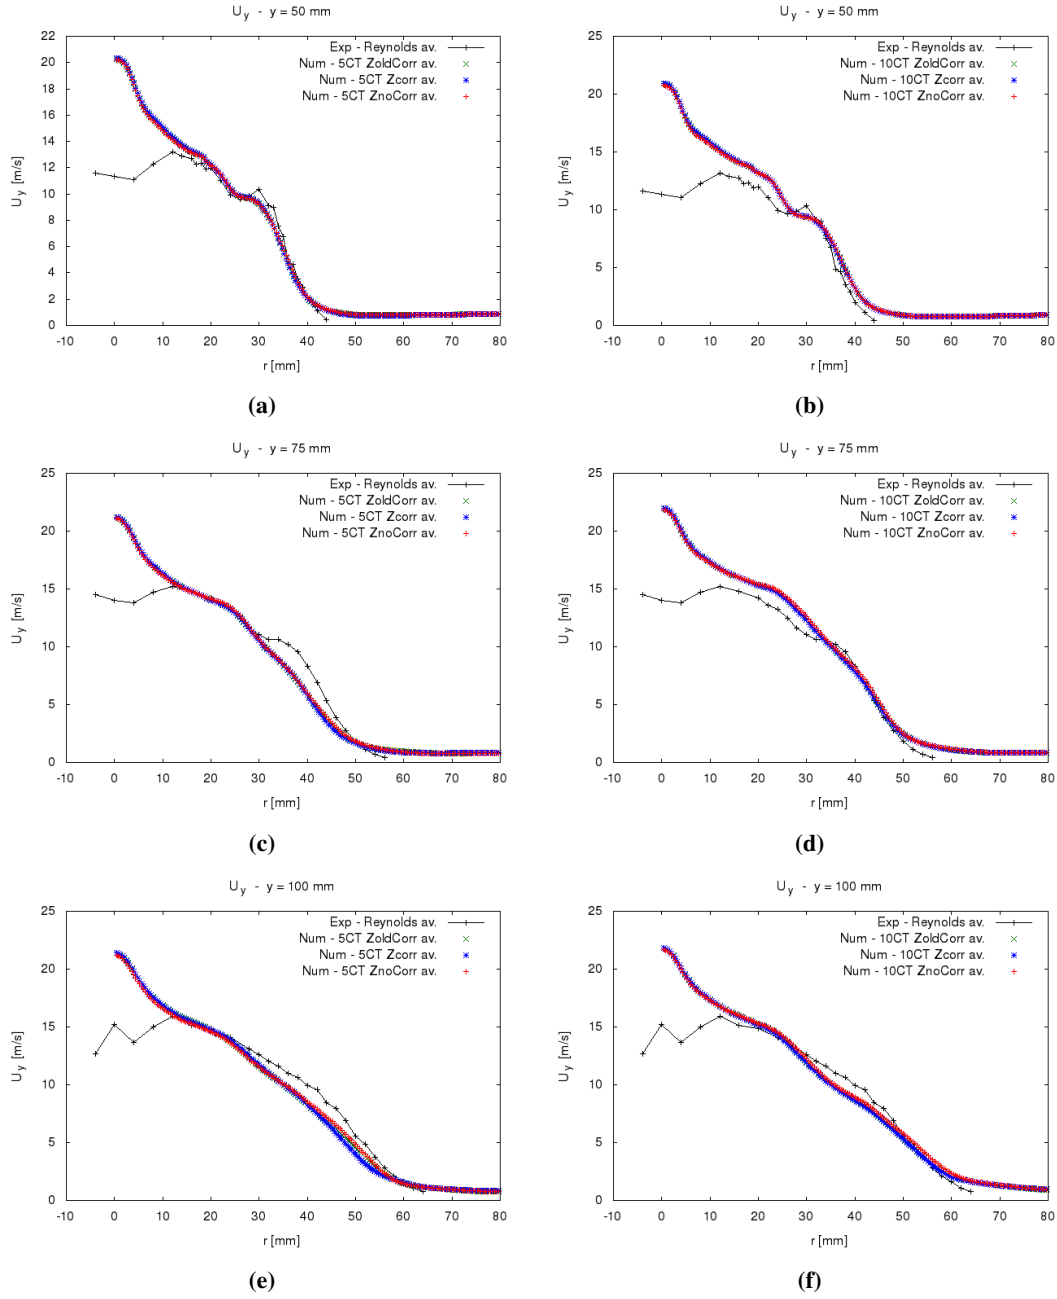 U_y - y = 50 mm
Exp - Reynolds av.
Num - 5CT ZoldCorr av.
Num - 5CT Zcorr av.
Num - 5CT ZnoCorr av.
22
20
18
16
14
12
10
8
6
4
2
0
U_y [m/s]
-10 0 10 20 30 40 50 60 70 80
r [mm]
(a)
U_y - y = 50 mm
Exp - Reynolds av.
Num - 10CT ZoldCorr av.
Num - 10CT Zcorr av.
Num - 10CT ZnoCorr av.
25
20
15
10
5
0
U_y [m/s]
-10 0 10 20 30 40 50 60 70 80
r [mm]
(b)
U_y - y = 75 mm
Exp - Reynolds av.
Num - 5CT ZoldCorr av.
Num - 5CT Zcorr av.
Num - 5CT ZnoCorr av.
25
20
15
10
5
0
U_y [m/s]
-10 0 10 20 30 40 50 60 70 80
r [mm]
(c)
U_y - y = 75 mm
Exp - Reynolds av.
Num - 10CT ZoldCorr av.
Num - 10CT Zcorr av.
Num - 10CT ZnoCorr av.
25
20
15
10
5
0
U_y [m/s]
-10 0 10 20 30 40 50 60 70 80
r [mm]
(d)
U_y - y = 100 mm
Exp - Reynolds av.
Num - 5CT ZoldCorr av.
Num - 5CT Zcorr av.
Num - 5CT ZnoCorr av.
25
20
15
10
5
0
U_y [m/s]
-10 0 10 20 30 40 50 60 70 80
r [mm]
(e)
U_y - y = 100 mm
Exp - Reynolds av.
Num - 10CT ZoldCorr av.
Num - 10CT Zcorr av.
Num - 10CT ZnoCorr av.
25
20
15
10
5
0
U_y [m/s]
-10 0 10 20 30 40 50 60 70 80
r [mm]
(f)